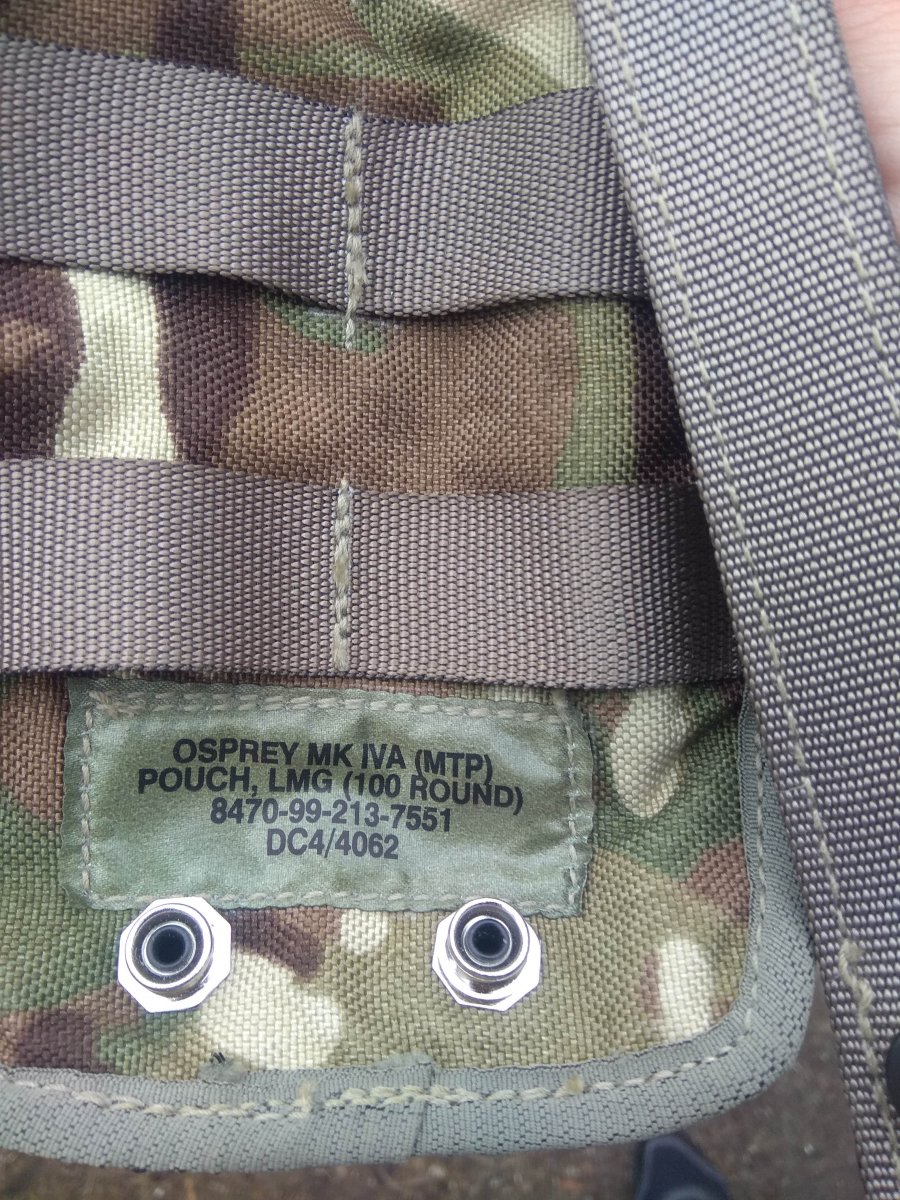 OSPREY MK IVA (MTP)
POUCH, LMG (100 ROUND)
8470-99-213-7551
DC4/4062